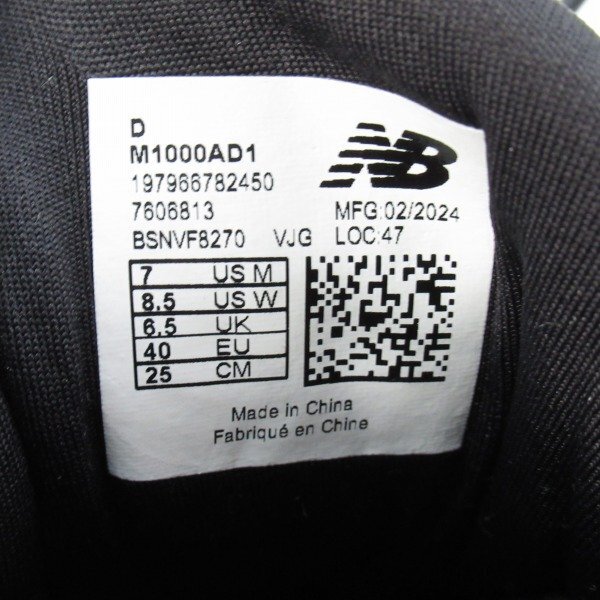 D
M1000AD1
197966782450
7606813
MFG:02/2024
BSNVF8270 VJG LOC:47
7 US M
8.5 US W
6.5 UK
40 EU
25 CM
Made in China
Fabriqué en Chine
NB